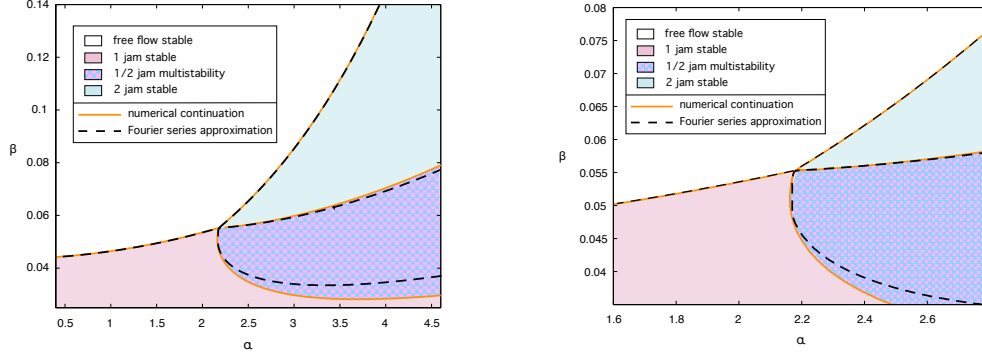 0.14
0.12
0.1
0.08
0.06
0.04
β
free flow stable
1 jam stable
1/2 jam multistability
2 jam stable
numerical continuation
Fourier series approximation
0.5 1 1.5 2 2.5 3 3.5 4 4.5
α
0.08
0.075
0.07
0.065
0.06
0.055
0.05
0.045
0.04
β
free flow stable
1 jam stable
1/2 jam multistability
2 jam stable
numerical continuation
Fourier series approximation
1.6 1.8 2 2.2 2.4 2.6
α